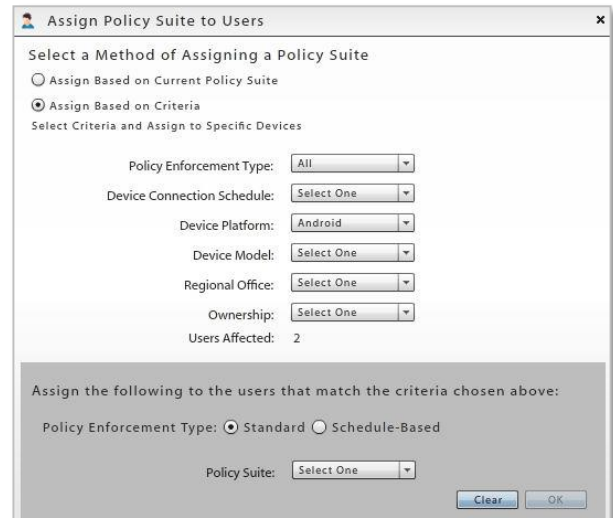 Assign Policy Suite to Users
Select a Method of Assigning a Policy Suite
Assign Based on Current Policy Suite
Assign Based on Criteria
Select Criteria and Assign to Specific Devices
Policy Enforcement Type: All
Device Connection Schedule: Select One
Device Platform: Android
Device Model: Select One
Regional Office: Select One
Ownership: Select One
Users Affected: 2
Assign the following to the users that match the criteria chosen above:
Policy Enforcement Type: Standard Schedule-Based
Policy Suite: Select One
Clear OK